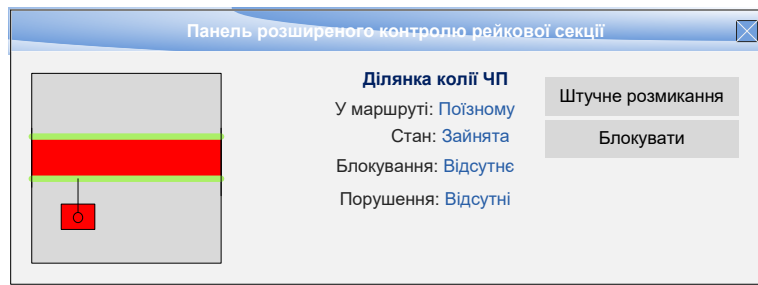 Панель розширеного контролю рейкової секції
Ділянка колії ЧП
У маршруті: Поїзному
Стан: Зайнята
Блокування: Відсутнє
Порушення: Відсутні
Штучне розмикання
Блокувати